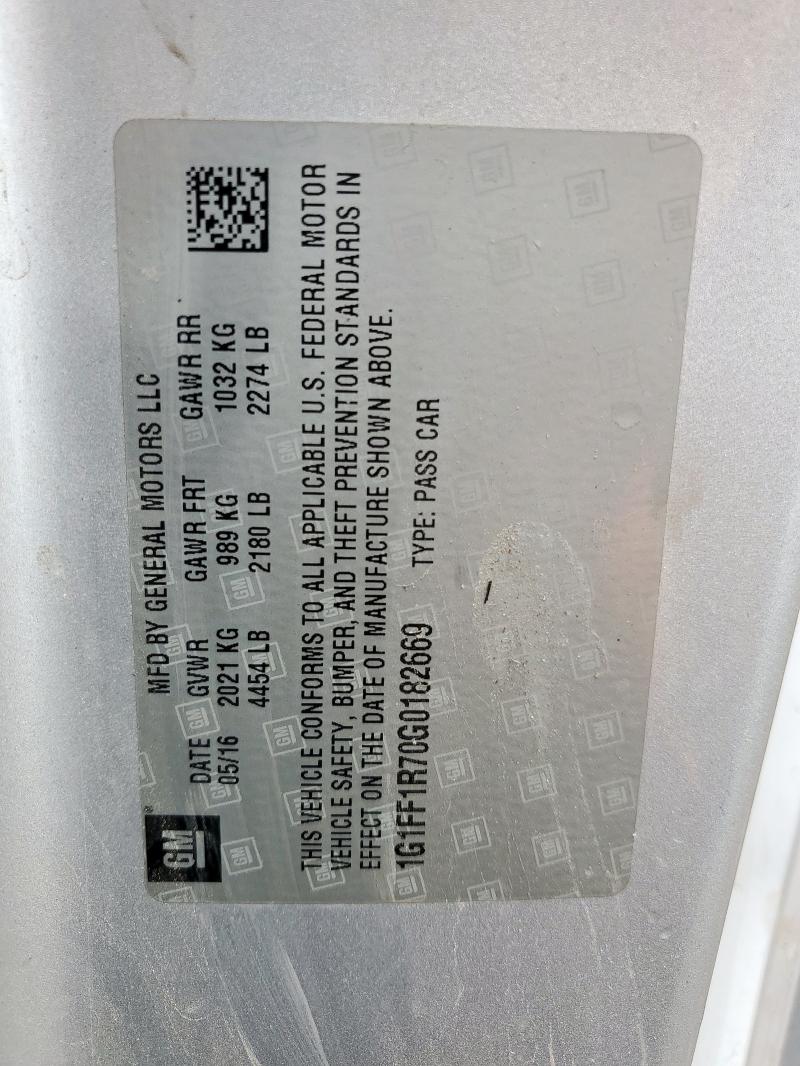 GM
MFD BY GENERAL MOTORS LLC
DATE GVWR GAWR FRT GAWR RR
05/16 2021 KG 989 KG 1032 KG
4454 LB 2180 LB 2274 LB
THIS VEHICLE CONFORMS TO ALL APPLICABLE U.S. FEDERAL MOTOR
VEHICLE SAFETY, BUMPER, AND THEFT PREVENTION STANDARDS IN
EFFECT ON THE DATE OF MANUFACTURE SHOWN ABOVE.
1G1FF1R70G0182669 TYPE: PASS CAR